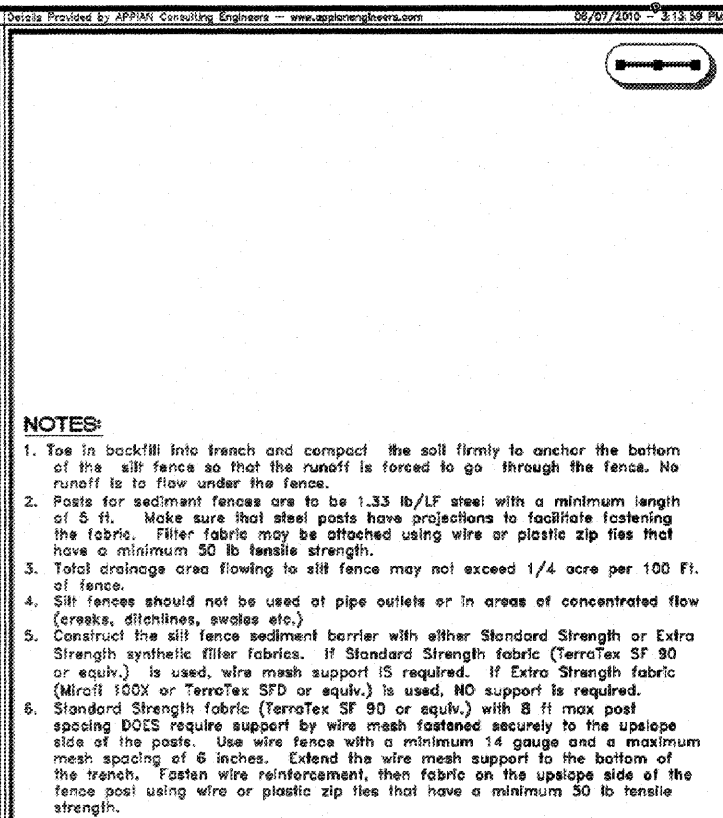 Details Provided by APPIAN Consulting Engineers -- www.appianengineers.com 06/07/2010 -- 3:13:59 PM
NOTES:
1. Toe in backfill into trench and compact the soil firmly to anchor the bottom
of the silt fence so that the runoff is forced to go through the fence. No
runoff is to flow under the fence.
2. Posts for sediment fences are to be 1.33 lb/LF steel with a minimum length
of 5 ft. Make sure that steel posts have projections to facilitate fastening
the fabric. Filter fabric may be attached using wire or plastic zip ties that
have a minimum 50 lb tensile strength.
3. Total drainage area flowing to silt fence may not exceed 1/4 acre per 100 Ft.
of fence.
4. Silt fences should not be used at pipe outlets or in areas of concentrated flow
(creeks, ditchlines, swales etc.)
5. Construct the silt fence sediment barrier with either Standard Strength or Extra
Strength synthetic filter fabrics. If Standard Strength fabric (TerraTex SF 90
or equiv.) is used, wire mesh support IS required. If Extra Strength fabric
(Mirafi 100X or TerraTex SFD or equiv.) is used, NO support is required.
6. Standard Strength fabric (TerraTex SF 90 or equiv.) with 8 ft max post
spacing DOES require support by wire mesh fastened securely to the upslope
side of the posts. Use wire fence with a minimum 14 gauge and a maximum
mesh spacing of 6 inches. Extend the wire mesh support to the bottom of
the trench. Fasten wire reinforcement, then fabric on the upslope side of the
fence post using wire or plastic zip ties that have a minimum 50 lb tensile
strength.